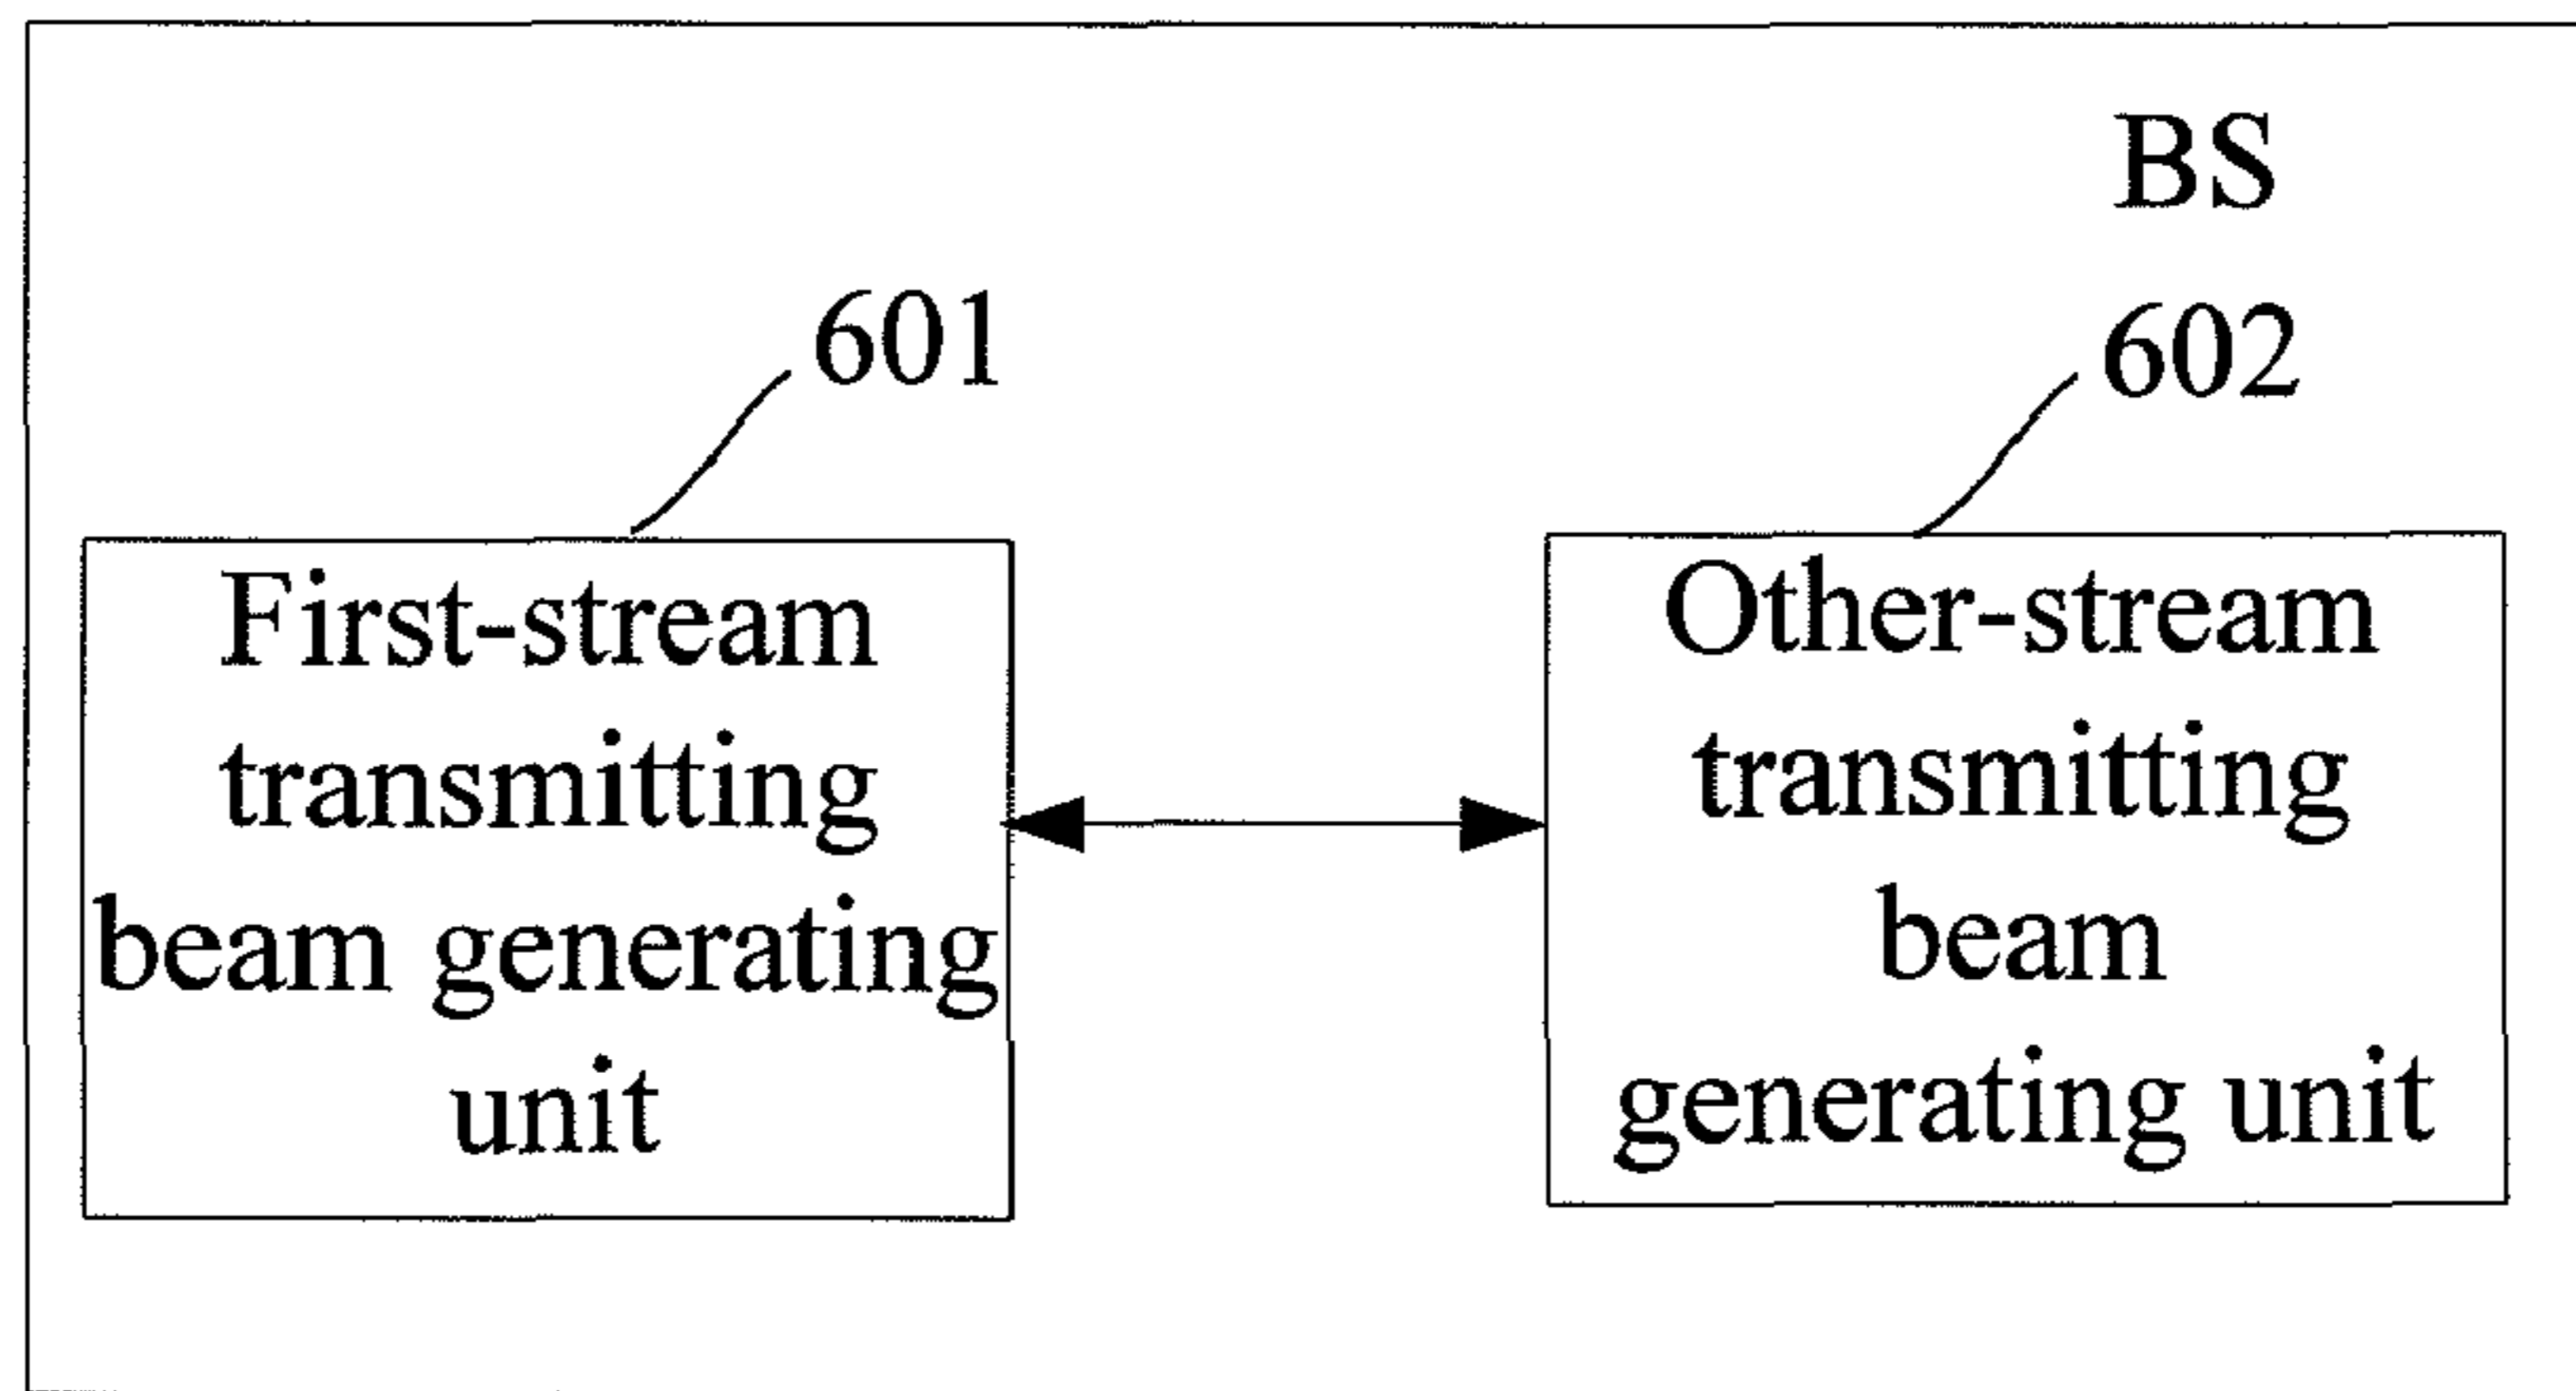 BS
601
602
First-stream
transmitting
beam generating
unit
Other-stream
transmitting
beam
generating unit